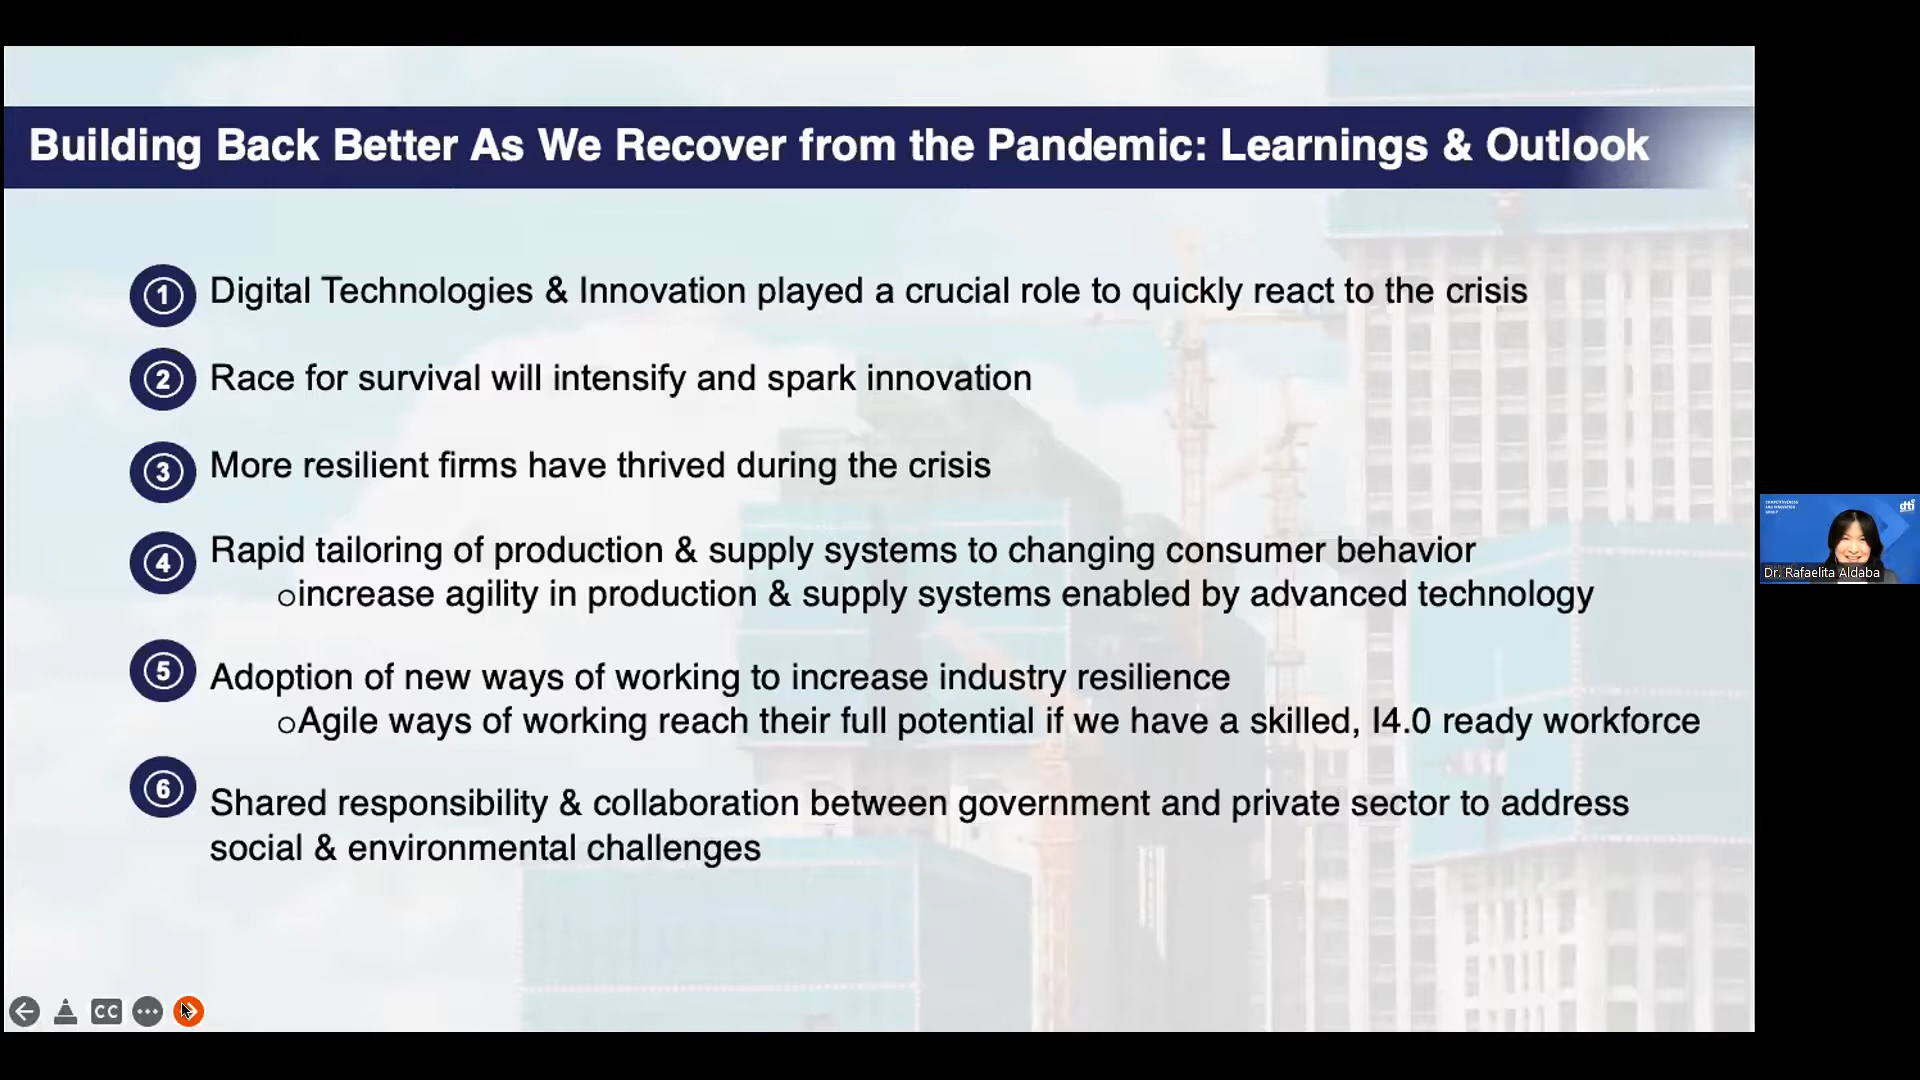 Building Back Better As We Recover from the Pandemic: Learnings & Outlook
1 Digital Technologies & Innovation played a crucial role to quickly react to the crisis
2 Race for survival will intensify and spark innovation
3 More resilient firms have thrived during the crisis
4 Rapid tailoring of production & supply systems to changing consumer behavior
oincrease agility in production & supply systems enabled by advanced technology
5 Adoption of new ways of working to increase industry resilience
oAgile ways of working reach their full potential if we have a skilled, I4.0 ready workforce
6 Shared responsibility & collaboration between government and private sector to address
social & environmental challenges
COMPETITIVENESS
AND INNOVATION
GROUP
dti
Dr. Rafaelita Aldaba
CC